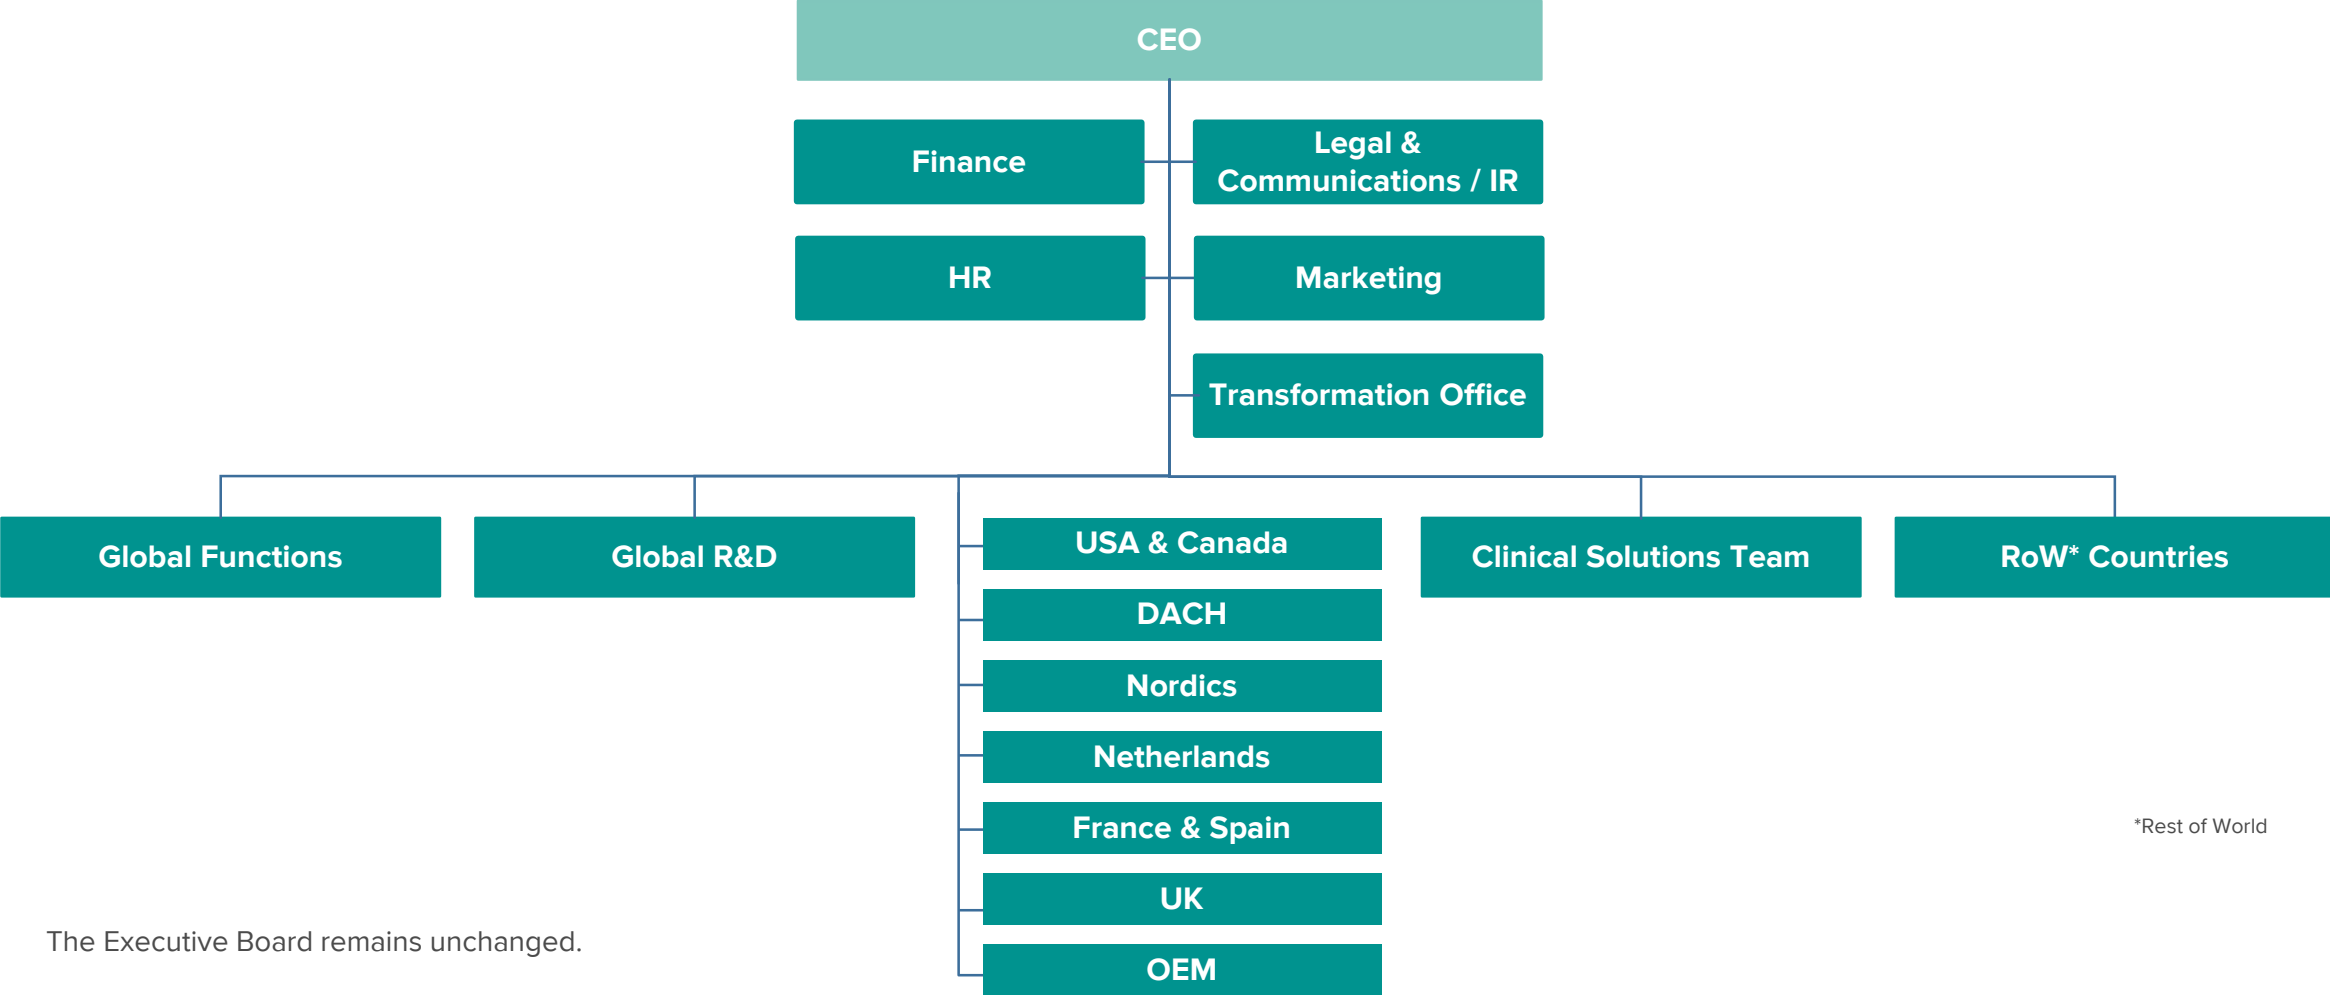 CEO
Finance
Legal &
Communications / IR
HR
Marketing
Transformation Office
Global Functions
Global R&D
USA & Canada
DACH
Nordics
Netherlands
France & Spain
UK
OEM
Clinical Solutions Team
RoW* Countries
*Rest of World
The Executive Board remains unchanged.